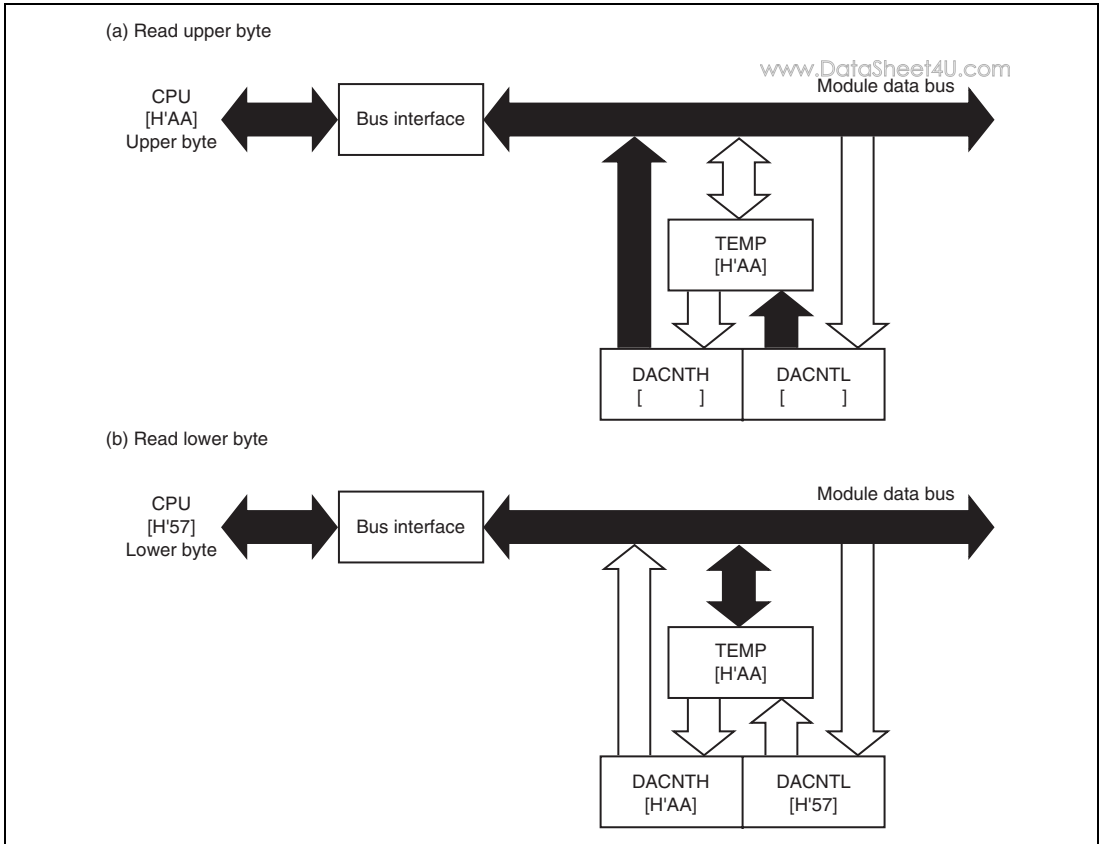 (a) Read upper byte
www.DataSheet4U.com
Module data bus
CPU
[H'AA]
Upper byte
Bus interface
TEMP
[H'AA]
DACNTH
[ ]
DACNTL
[ ]
(b) Read lower byte
Module data bus
CPU
[H'57]
Lower byte
Bus interface
TEMP
[H'AA]
DACNTH
[H'AA]
DACNTL
[H'57]